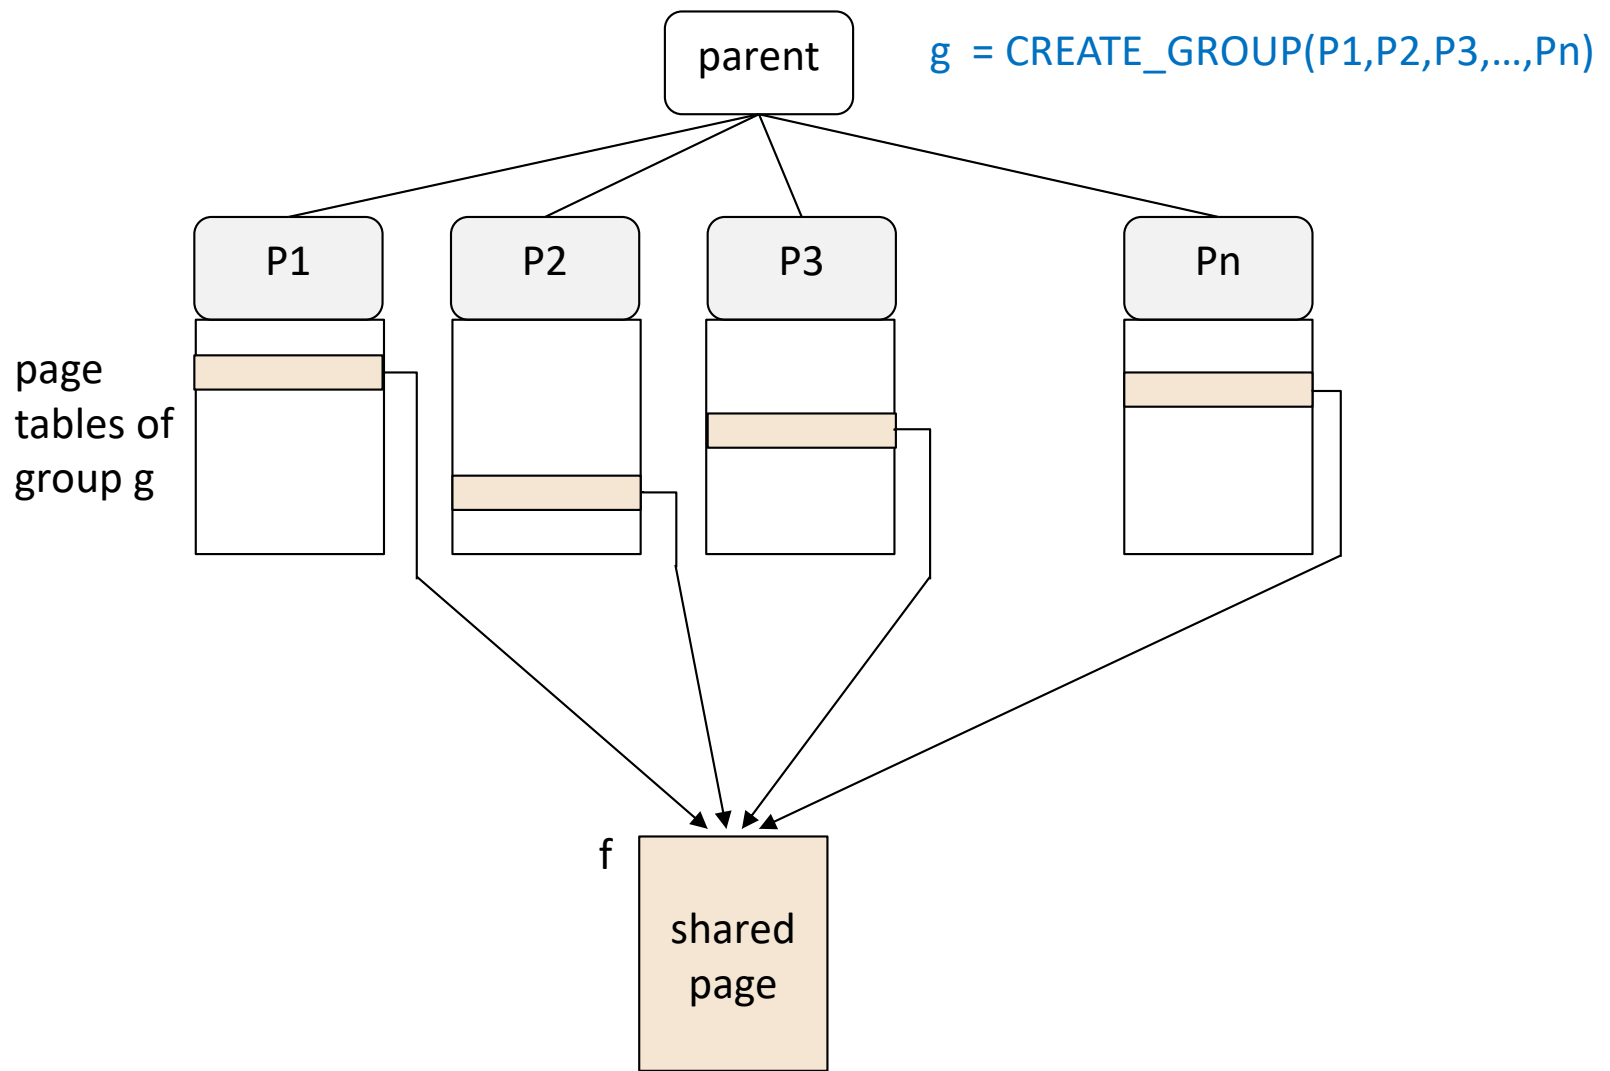 parent
g = CREATE_GROUP(P1,P2,P3,...,Pn)
P1
P2
P3
Pn
page
tables of
group g
f
shared
page